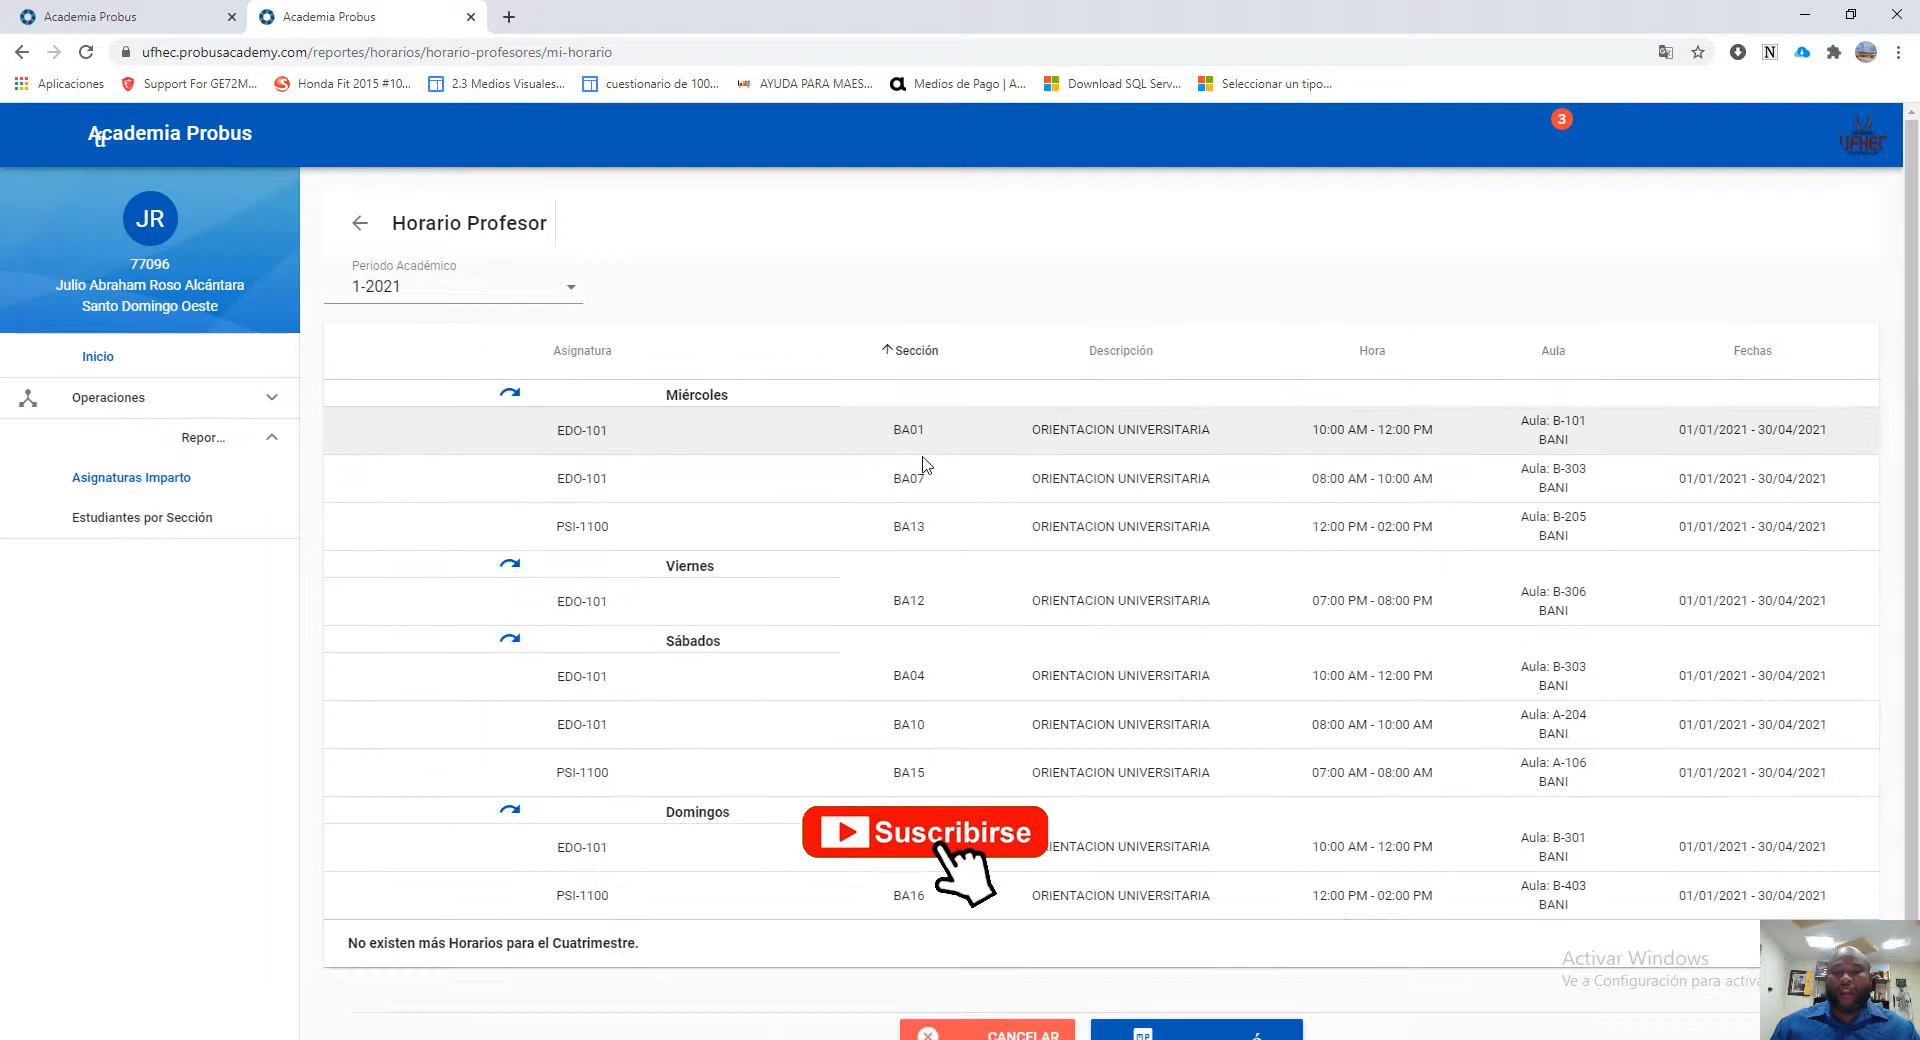 Academia Probus
Academia Probus
ufhec.probusacademy.com/reportes/horarios/horario-profesores/mi-horario
Aplicaciones
Support For GE72M...
Honda Fit 2015 #10...
2.3 Medios Visuales...
cuestionario de 100...
AYUDA PARA MAES...
Medios de Pago | A...
Download SQL Serv...
Seleccionar un tipo...
Academia Probus
3
UFHEC
JR
77096
Julio Abraham Roso Alcántara
Santo Domingo Oeste
Inicio
Operaciones
Repor...
Asignaturas Imparto
Estudiantes por Sección
Horario Profesor
Periodo Académico
1-2021
Asignatura Sección Descripción Hora Aula Fechas
Miércoles
EDO-101 BA01 ORIENTACION UNIVERSITARIA 10:00 AM - 12:00 PM Aula: B-101 BANI 01/01/2021 - 30/04/2021
EDO-101 BA07 ORIENTACION UNIVERSITARIA 08:00 AM - 10:00 AM Aula: B-303 BANI 01/01/2021 - 30/04/2021
PSI-1100 BA13 ORIENTACION UNIVERSITARIA 12:00 PM - 02:00 PM Aula: B-205 BANI 01/01/2021 - 30/04/2021
Viernes
EDO-101 BA12 ORIENTACION UNIVERSITARIA 07:00 PM - 08:00 PM Aula: B-306 BANI 01/01/2021 - 30/04/2021
Sábados
EDO-101 BA04 ORIENTACION UNIVERSITARIA 10:00 AM - 12:00 PM Aula: B-303 BANI 01/01/2021 - 30/04/2021
EDO-101 BA10 ORIENTACION UNIVERSITARIA 08:00 AM - 10:00 AM Aula: A-204 BANI 01/01/2021 - 30/04/2021
PSI-1100 BA15 ORIENTACION UNIVERSITARIA 07:00 AM - 08:00 AM Aula: A-106 BANI 01/01/2021 - 30/04/2021
Domingos
Suscribirse
EDO-101 IENTACION UNIVERSITARIA 10:00 AM - 12:00 PM Aula: B-301 BANI 01/01/2021 - 30/04/2021
PSI-1100 BA16 ORIENTACION UNIVERSITARIA 12:00 PM - 02:00 PM Aula: B-403 BANI 01/01/2021 - 30/04/2021
No existen más Horarios para el Cuatrimestre.
Activar Windows
Ve a Configuración para activa
CANCELAR